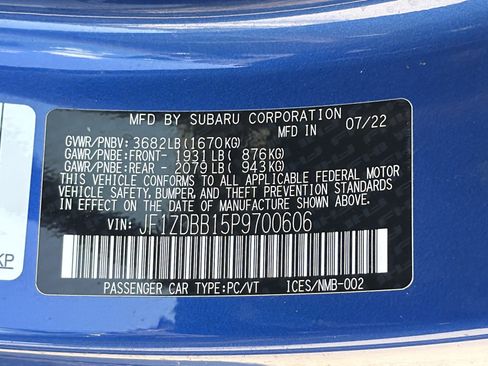 MFD BY SUBARU CORPORATION
GVWR/PNBV: 3682LB(1670KG) 07/22
GAWR/PNBE:FRONT- 1931LB( 876KG)
GAWR/PNBE:REAR - 2079LB( 943KG)
THIS VEHICLE CONFORMS TO ALL APPLICABLE FEDERAL MOTOR
VEHICLE SAFETY, BUMPER, AND THEFT PREVENTION STANDARDS
IN EFFECT ON THE DATE OF MANUFACTURE SHOWN ABOVE.
VIN: JF1ZDBB15P9700606
PASSENGER CAR TYPE:PC/VT ICES/NMB-002
KP